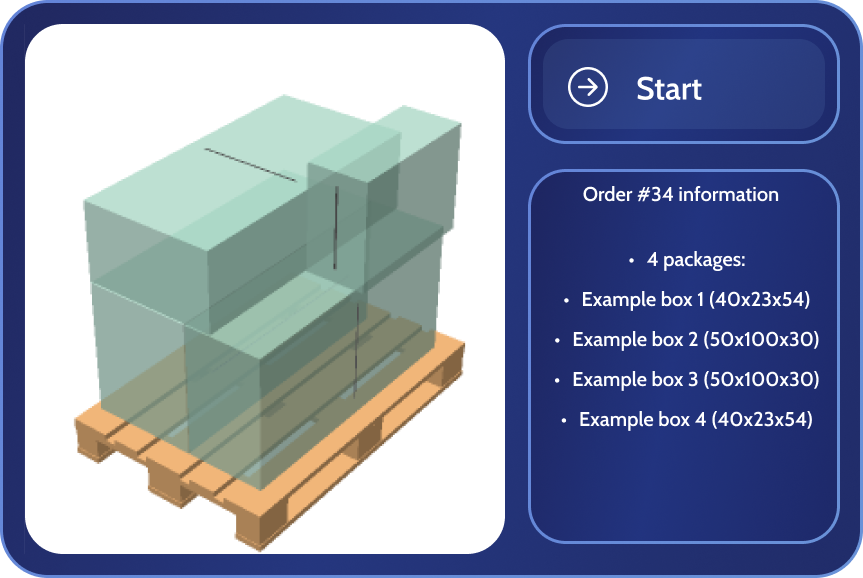 Start
Order #34 information
• 4 packages:
• Example box 1 (40x23x54)
• Example box 2 (50x100x30)
• Example box 3 (50x100x30)
• Example box 4 (40x23x54)